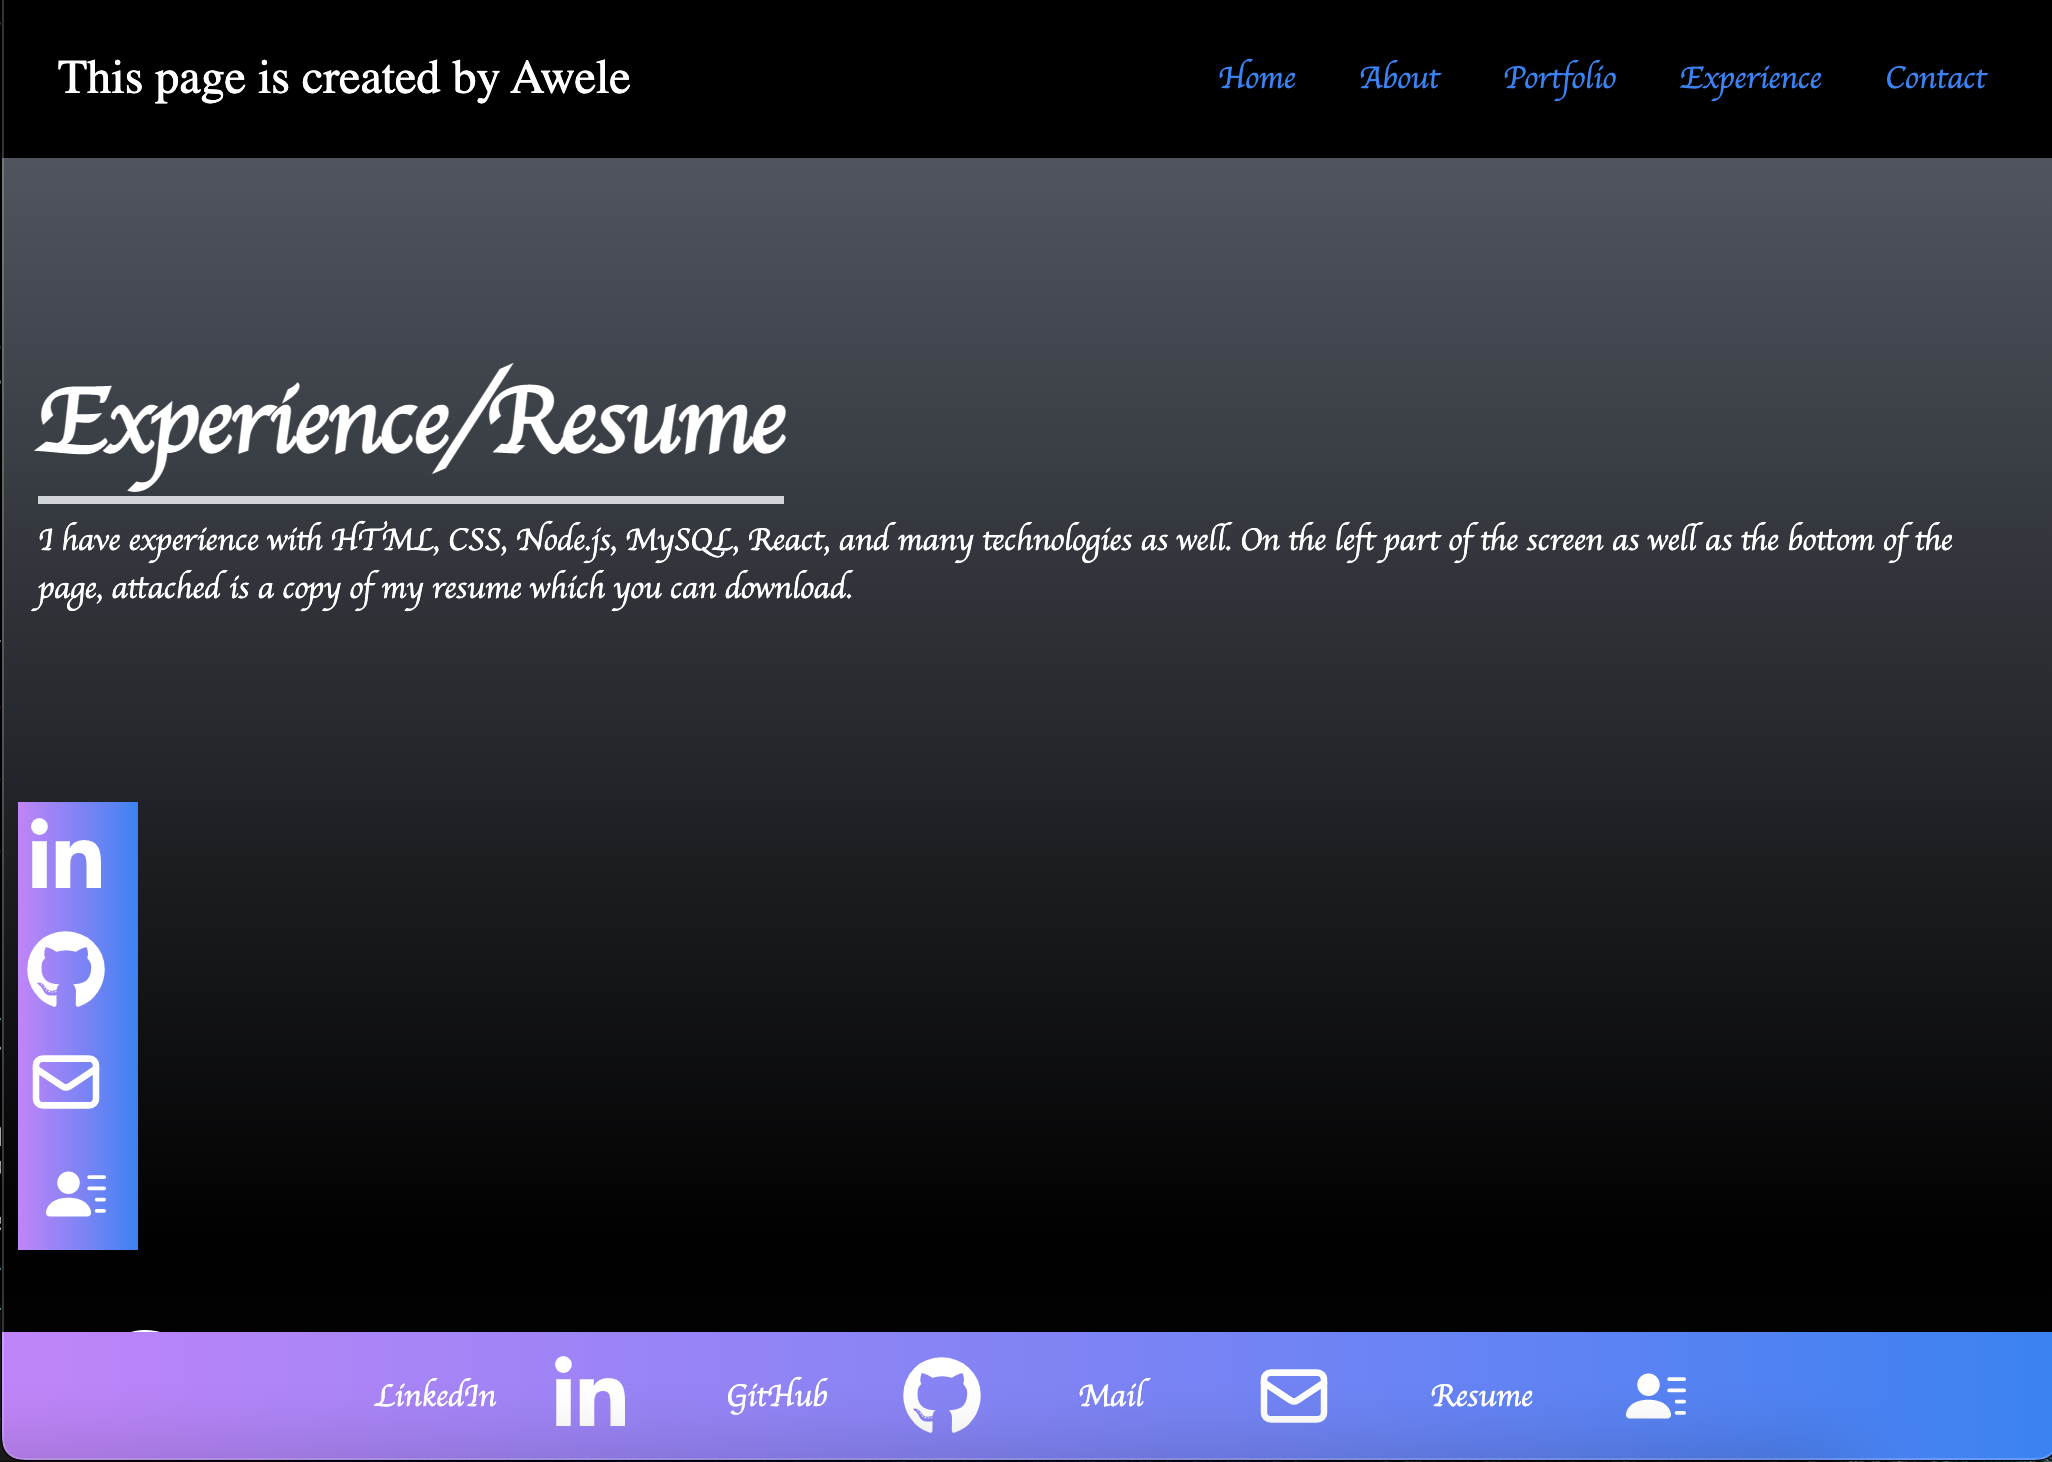 This page is created by Awele
Home About Portfolio Experience Contact
Experience/Resume
I have experience with HTML, CSS, Node.js, MySQL, React, and many technologies as well. On the left part of the screen as well as the bottom of the
page, attached is a copy of my resume which you can download.
in
LinkedIn in GitHub Mail Resume